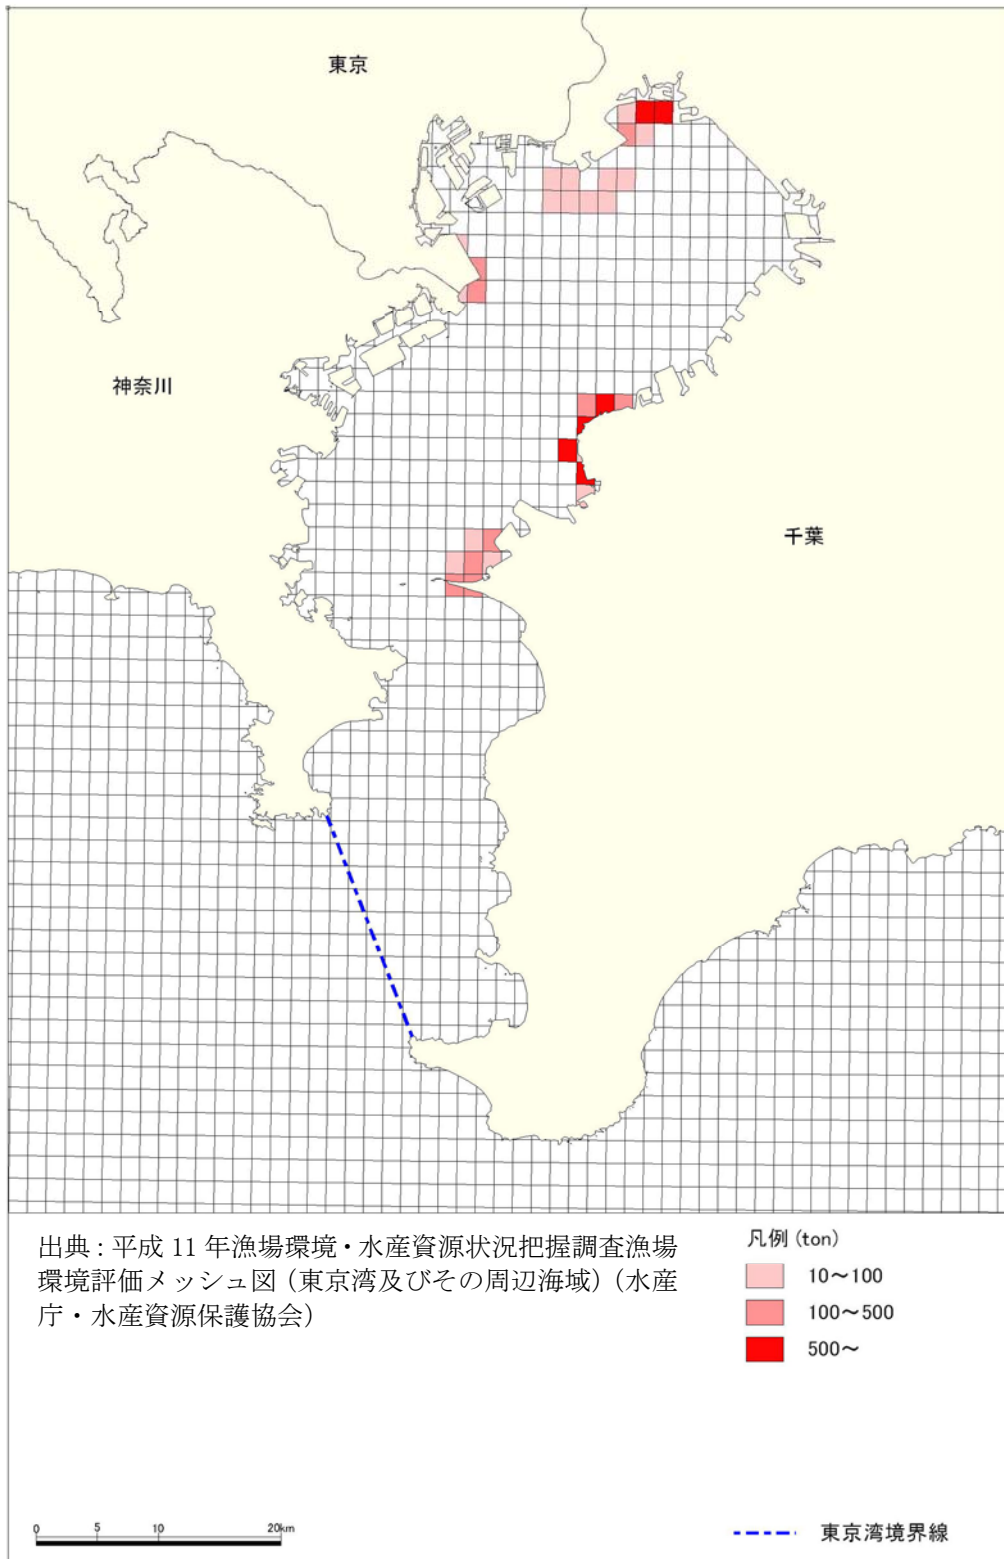 東京
神奈川
千葉
出典：平成 11 年漁場環境・水産資源状況把握調査漁場
環境評価メッシュ図（東京湾及びその周辺海域）（水産
庁・水産資源保護協会）
凡例 (ton)
10～100
100～500
500～
0 5 10 20km
東京湾境界線